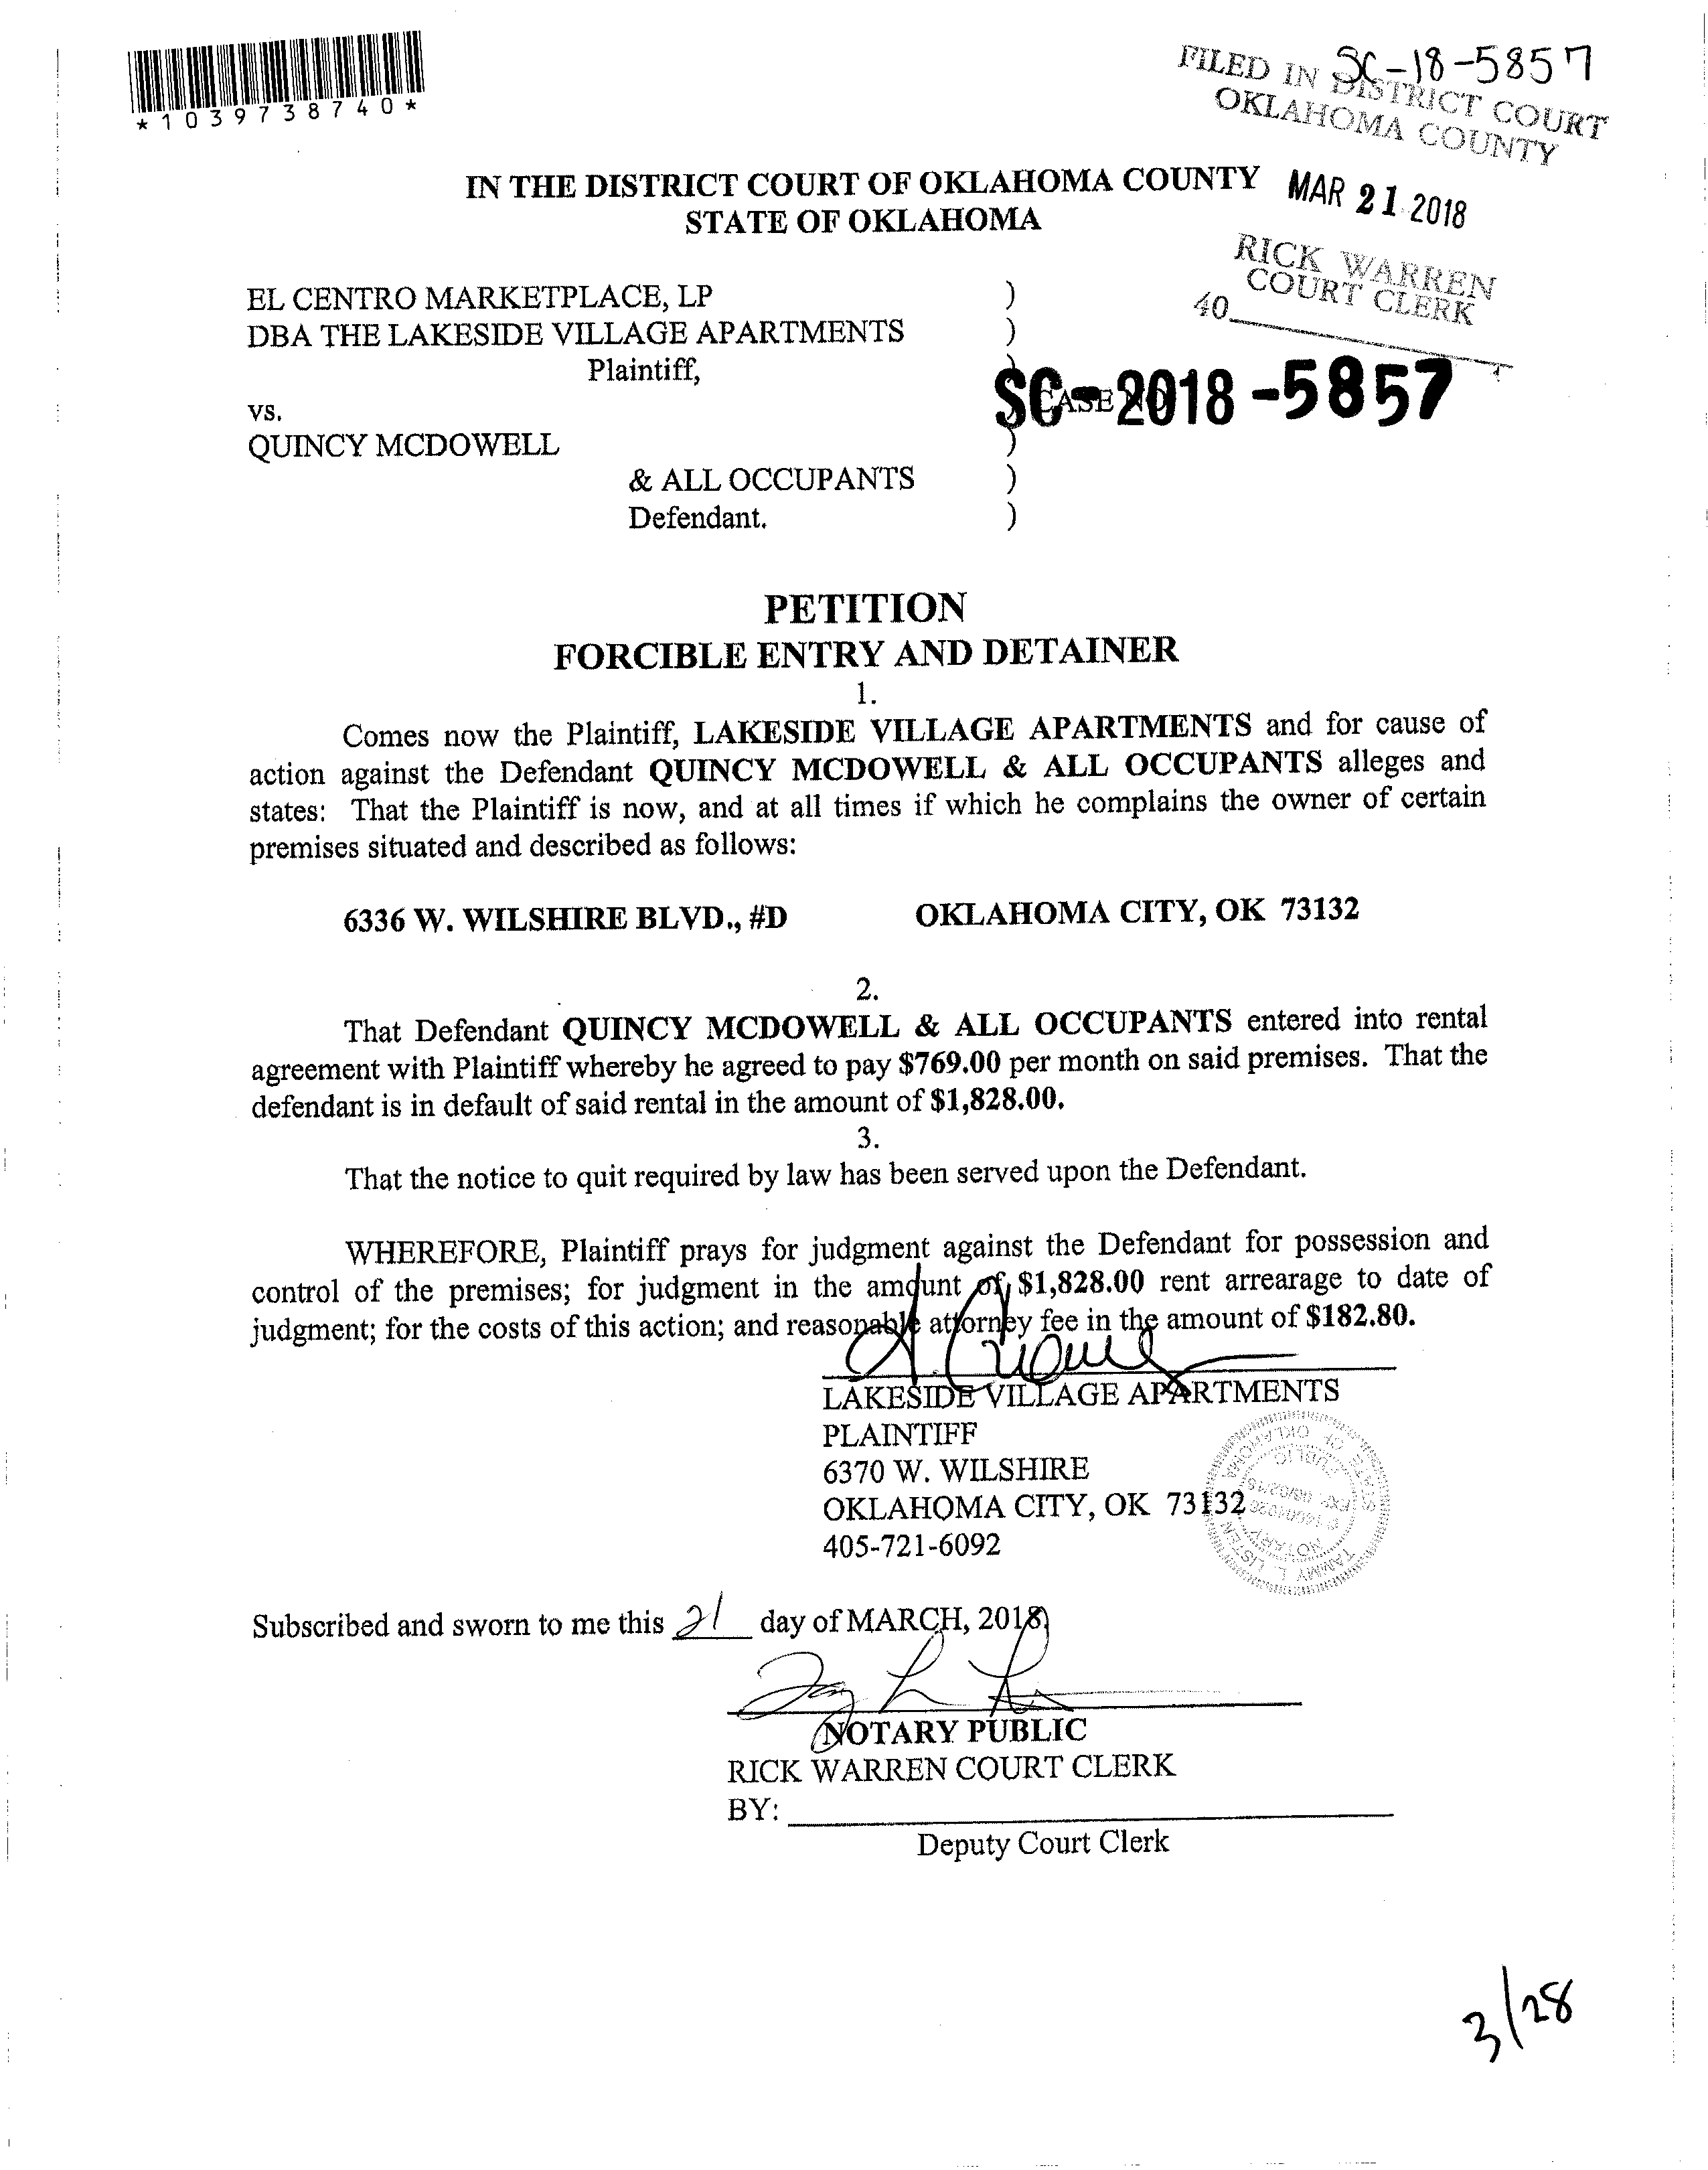 *1039738740*
SC-18-5857
FILED IN DISTRICT COURT
OKLAHOMA COUNTY
MAR 21 2018
RICK WARREN
COURT CLERK
40
IN THE DISTRICT COURT OF OKLAHOMA COUNTY
STATE OF OKLAHOMA
EL CENTRO MARKETPLACE, LP )
DBA THE LAKESIDE VILLAGE APARTMENTS )
Plaintiff, )
SC-2018-5857
CASE NO
vs.
QUINCY MCDOWELL )
& ALL OCCUPANTS )
Defendant. )
PETITION
FORCIBLE ENTRY AND DETAINER
1.
Comes now the Plaintiff, LAKESIDE VILLAGE APARTMENTS and for cause of
action against the Defendant QUINCY MCDOWELL & ALL OCCUPANTS alleges and
states: That the Plaintiff is now, and at all times if which he complains the owner of certain
premises situated and described as follows:
6336 W. WILSHIRE BLVD., #D OKLAHOMA CITY, OK 73132
2.
That Defendant QUINCY MCDOWELL & ALL OCCUPANTS entered into rental
agreement with Plaintiff whereby he agreed to pay $769.00 per month on said premises. That the
defendant is in default of said rental in the amount of $1,828.00.
3.
That the notice to quit required by law has been served upon the Defendant.
WHEREFORE, Plaintiff prays for judgment against the Defendant for possession and
control of the premises; for judgment in the amount of $1,828.00 rent arrearage to date of
judgment; for the costs of this action; and reasonable attorney fee in the amount of $182.80.
LAKESIDE VILLAGE APARTMENTS
PLAINTIFF
6370 W. WILSHIRE
OKLAHOMA CITY, OK 73132
405-721-6092
TAMMY L. LISTEN
NOTARY
PUBLIC
STATE OF OKLAHOMA
Subscribed and sworn to me this 21 day of MARCH, 2018
NOTARY PUBLIC
RICK WARREN COURT CLERK
BY:
Deputy Court Clerk
3/28